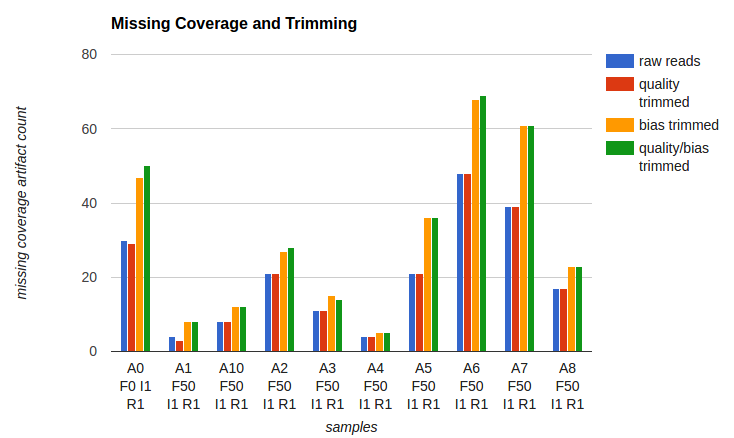 Missing Coverage and Trimming
missing coverage artifact count
80
60
40
20
0
A0
F0 I1
R1
A1
F50
I1 R1
A10
F50
I1 R1
A2
F50
I1 R1
A3
F50
I1 R1
A4
F50
I1 R1
A5
F50
I1 R1
A6
F50
I1 R1
A7
F50
I1 R1
A8
F50
I1 R1
samples
raw reads
quality
trimmed
bias trimmed
quality/bias
trimmed